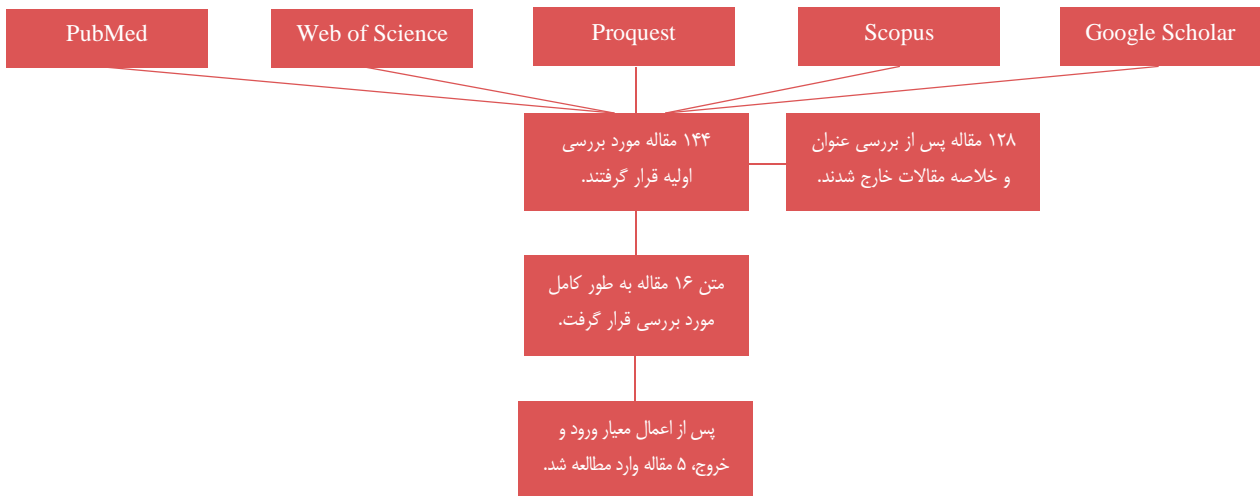 PubMed
Web of Science
Proquest
Scopus
Google Scholar
۱۴۴ مقاله مورد بررسی
اولیه قرار گرفتند.
۱۲۸ مقاله پس از بررسی عنوان
و خلاصه مقالات خارج شدند.
متن ۱۶ مقاله به طور کامل
مورد بررسی قرار گرفت.
پس از اعمال معیار ورود و
خروج، ۵ مقاله وارد مطالعه شد.